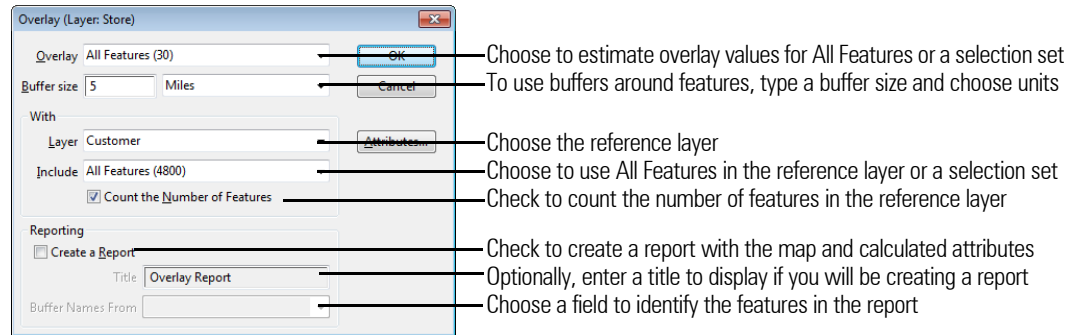 Overlay (Layer: Store)
Overlay All Features (30) OK Choose to estimate overlay values for All Features or a selection set
Buffer size 5 Miles Cancel To use buffers around features, type a buffer size and choose units
With
Layer Customer Attributes... Choose the reference layer
Include All Features (4800) Choose to use All Features in the reference layer or a selection set
Count the Number of Features Check to count the number of features in the reference layer
Reporting
Create a Report Check to create a report with the map and calculated attributes
Title Overlay Report Optionally, enter a title to display if you will be creating a report
Buffer Names From Choose a field to identify the features in the report